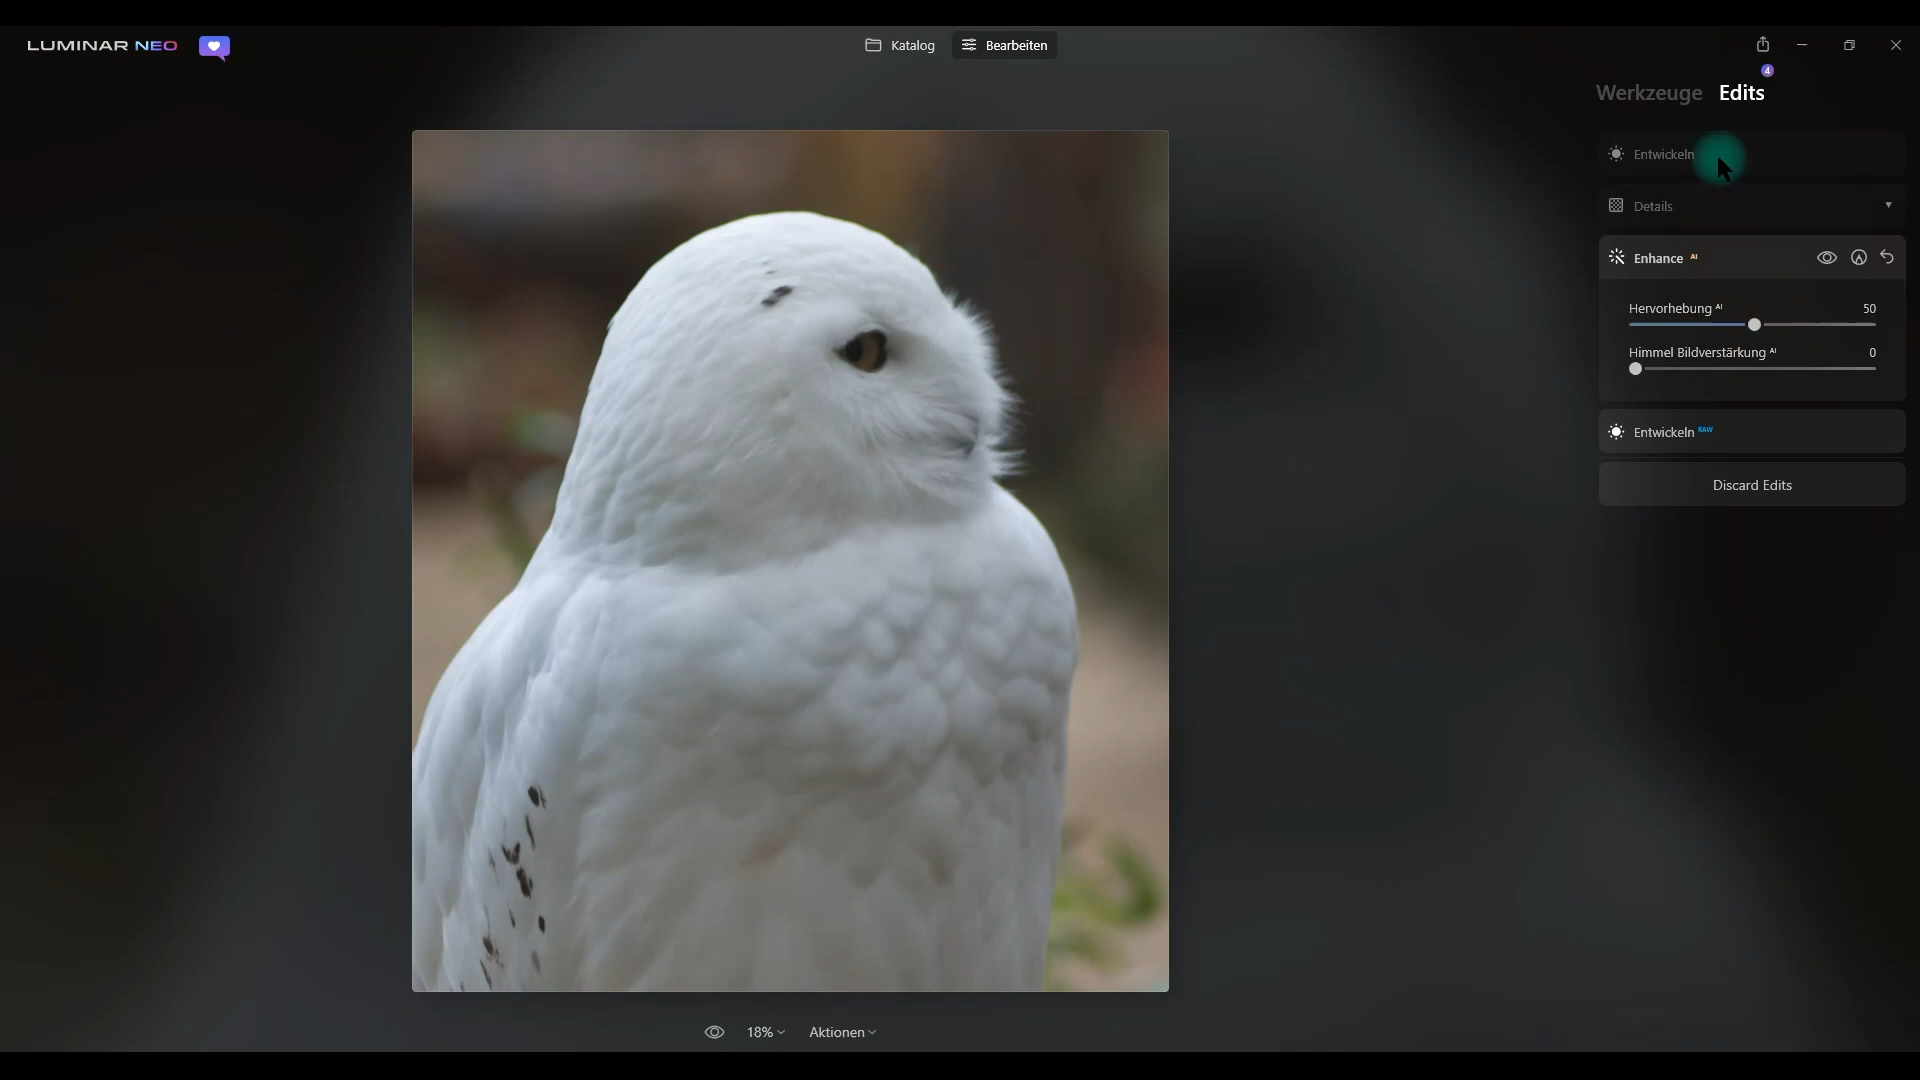 LUMINAR NEO
Katalog
Bearbeiten
4
Werkzeuge Edits
Entwickeln
Details
Enhance AI
Hervorhebung AI 50
Himmel Bildverstärkung AI 0
Entwickeln RAW
Discard Edits
18%
Aktionen